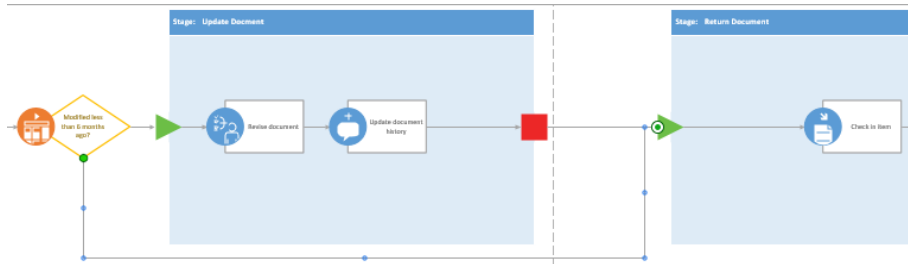 Stage: Update Docment
Stage: Return Document
Modified less
than 6 months
ago?
Revise document
Update document
history
Check in item